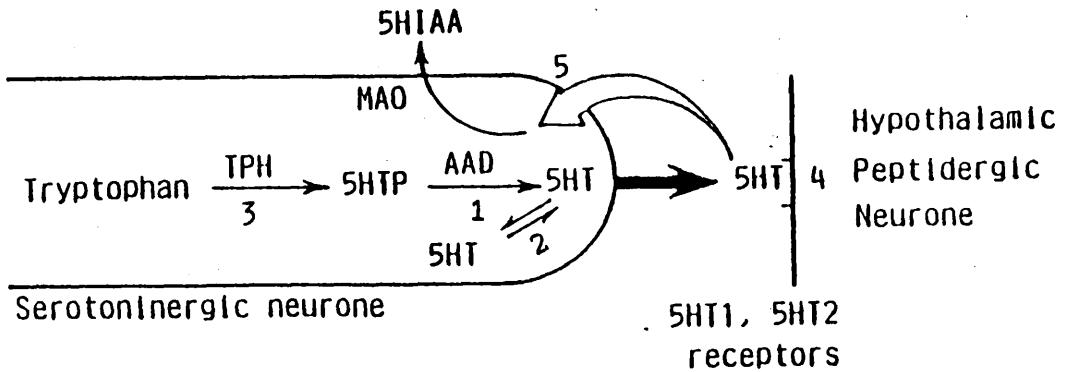 5HIAA
5
MAO
Hypothalamic
Peptidergic
Neurone
Tryptophan
TPH
3
5HTP
AAD
1
5HT
5HT
4
2
5HT
Serotoninergic neurone
5HT1, 5HT2
receptors